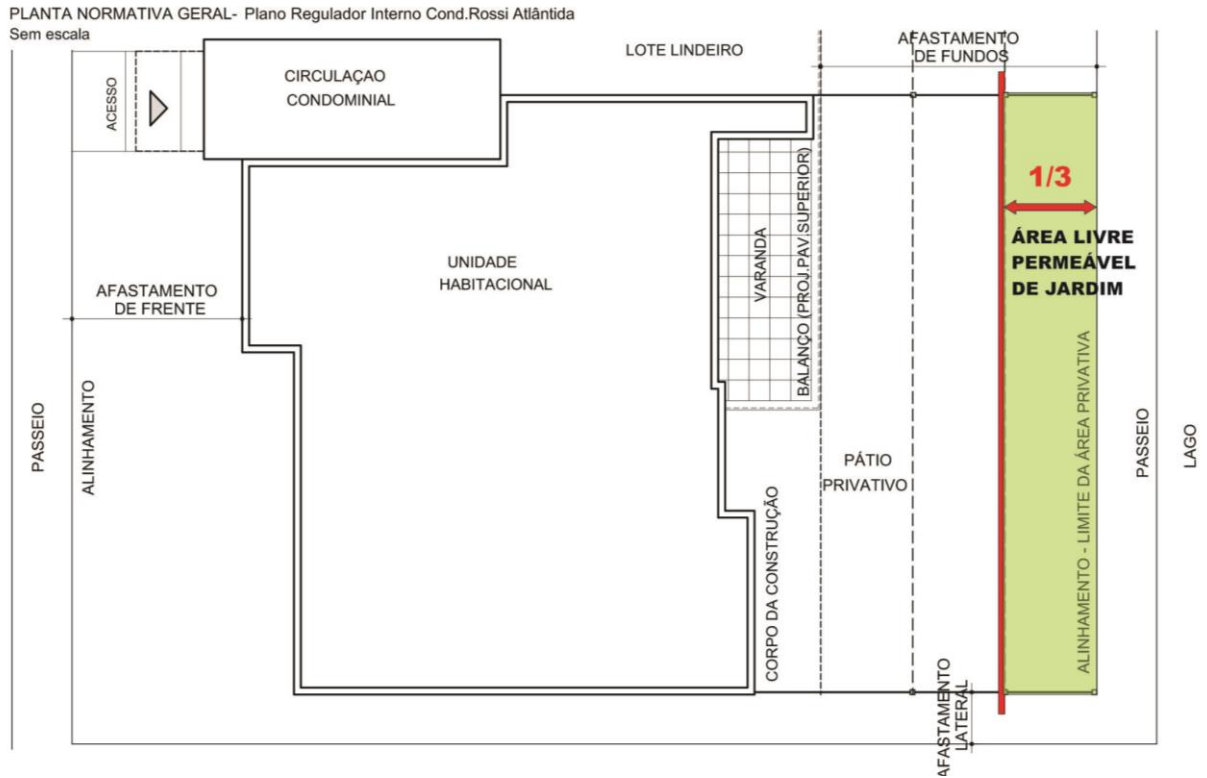 PLANTA NORMATIVA GERAL- Plano Regulador Interno Cond.Rossi Atlântida
Sem escala
ACESSO
CIRCULAÇAO
CONDOMINIAL
LOTE LINDEIRO
AFASTAMENTO
DE FUNDOS
1/3
ÁREA LIVRE
PERMEÁVEL
DE JARDIM
UNIDADE
HABITACIONAL
VARANDA
BALANÇO (PROJ.PAV.SUPERIOR)
AFASTAMENTO
DE FRENTE
PASSEIO
ALINHAMENTO
PÁTIO
PRIVATIVO
CORPO DA CONSTRUÇÃO
ALINHAMENTO - LIMITE DA ÁREA PRIVATIVA
PASSEIO
LAGO
AFASTAMENTO
LATERAL